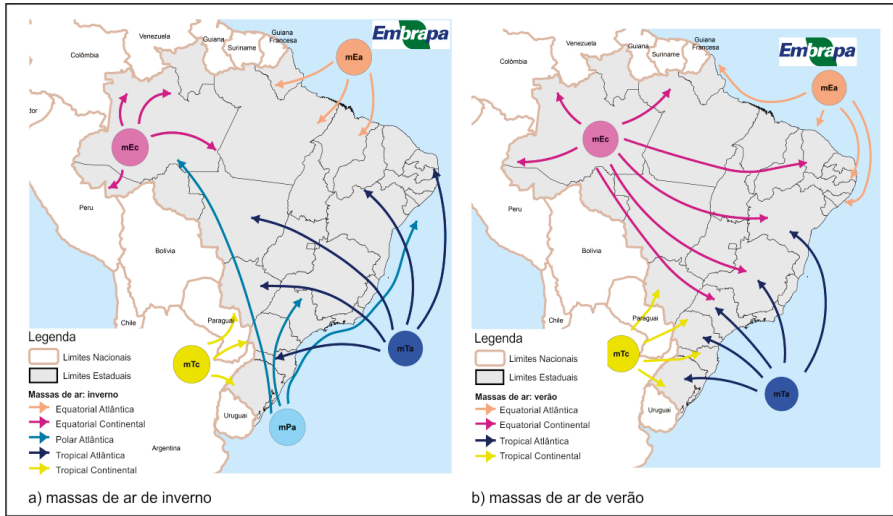 Venezuela
Guiana
Suriname
Guiana
Francesa
Colômbia
Embrapa
mEa
dor
mEc
Peru
Bolívia
Paraguai
Chile
Legenda
Limites Nacionais
Limites Estaduais
Massas de ar: inverno
Equatorial Atlântica
Equatorial Continental
Polar Atlântica
Tropical Atlântica
Tropical Continental
mTc
mTa
mPa
Uruguai
Argentina
a) massas de ar de inverno
Venezuela
Guiana
Suriname
Guiana
Francesa
Colômbia
Embrapa
mEa
mEc
Peru
Bolívia
Paraguai
Chile
Legenda
Limites Nacionais
Limites Estaduais
Massas de ar: verão
Equatorial Atlântica
Equatorial Continental
Tropical Atlântica
Tropical Continental
mTc
mTa
Uruguai
Argentina
b) massas de ar de verão